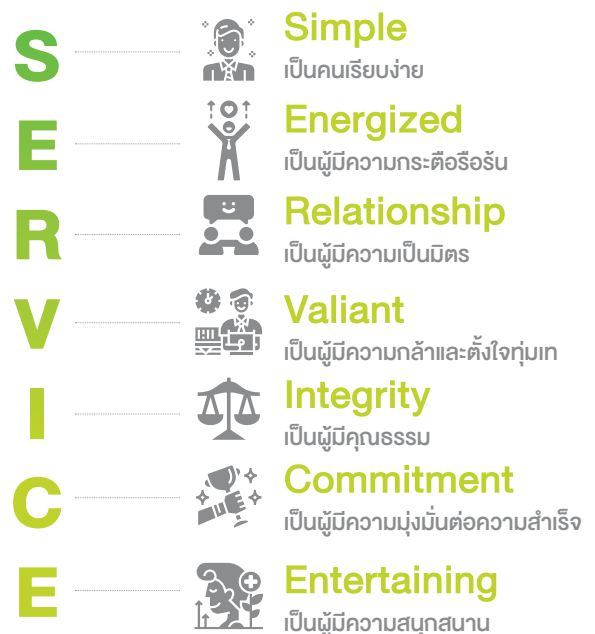 S
Simple
เป็นคนเรียบง่าย
E
Energized
เป็นผู้มีความกระตือรือร้น
R
Relationship
เป็นผู้มีความเป็นมิตร
V
Valiant
เป็นผู้มีความกล้าและตั้งใจทุ่มเท
I
Integrity
เป็นผู้มีคุณธรรม
C
Commitment
เป็นผู้มีความมุ่งมั่นต่อความสำเร็จ
E
Entertaining
เป็นผู้มีความสนุกสนาน